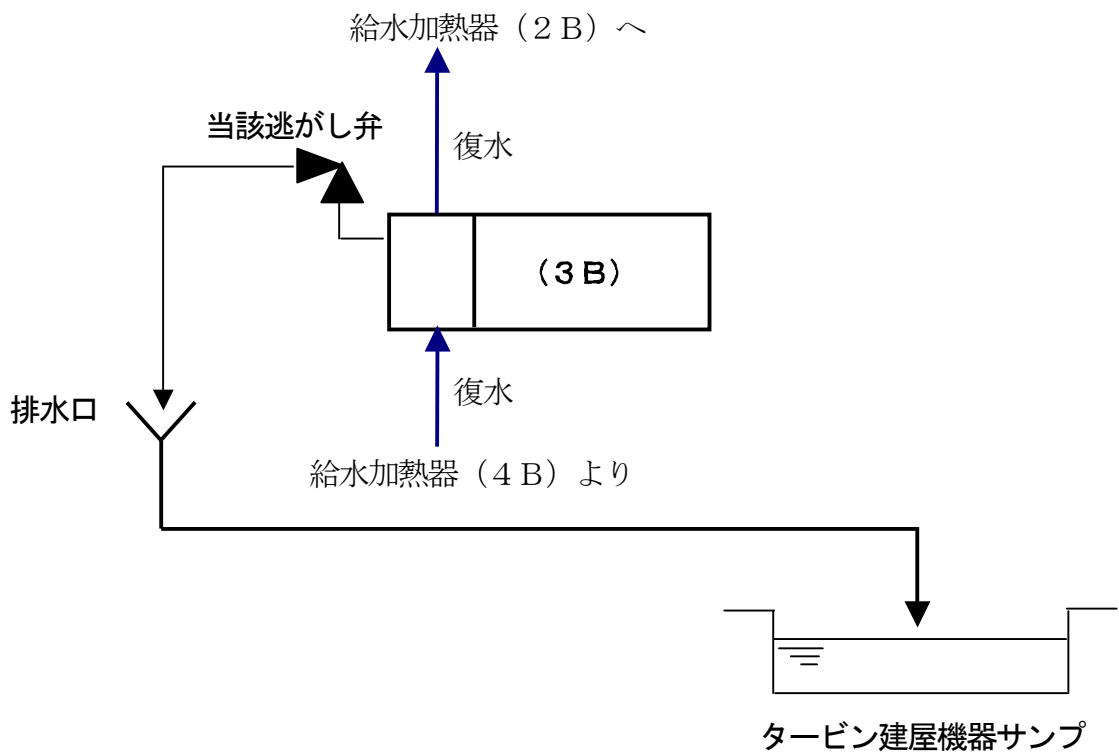 給水加熱器（２Ｂ）へ
当該逃がし弁
復水
（３Ｂ）
排水口
復水
給水加熱器（４Ｂ）より
タービン建屋機器サンプ